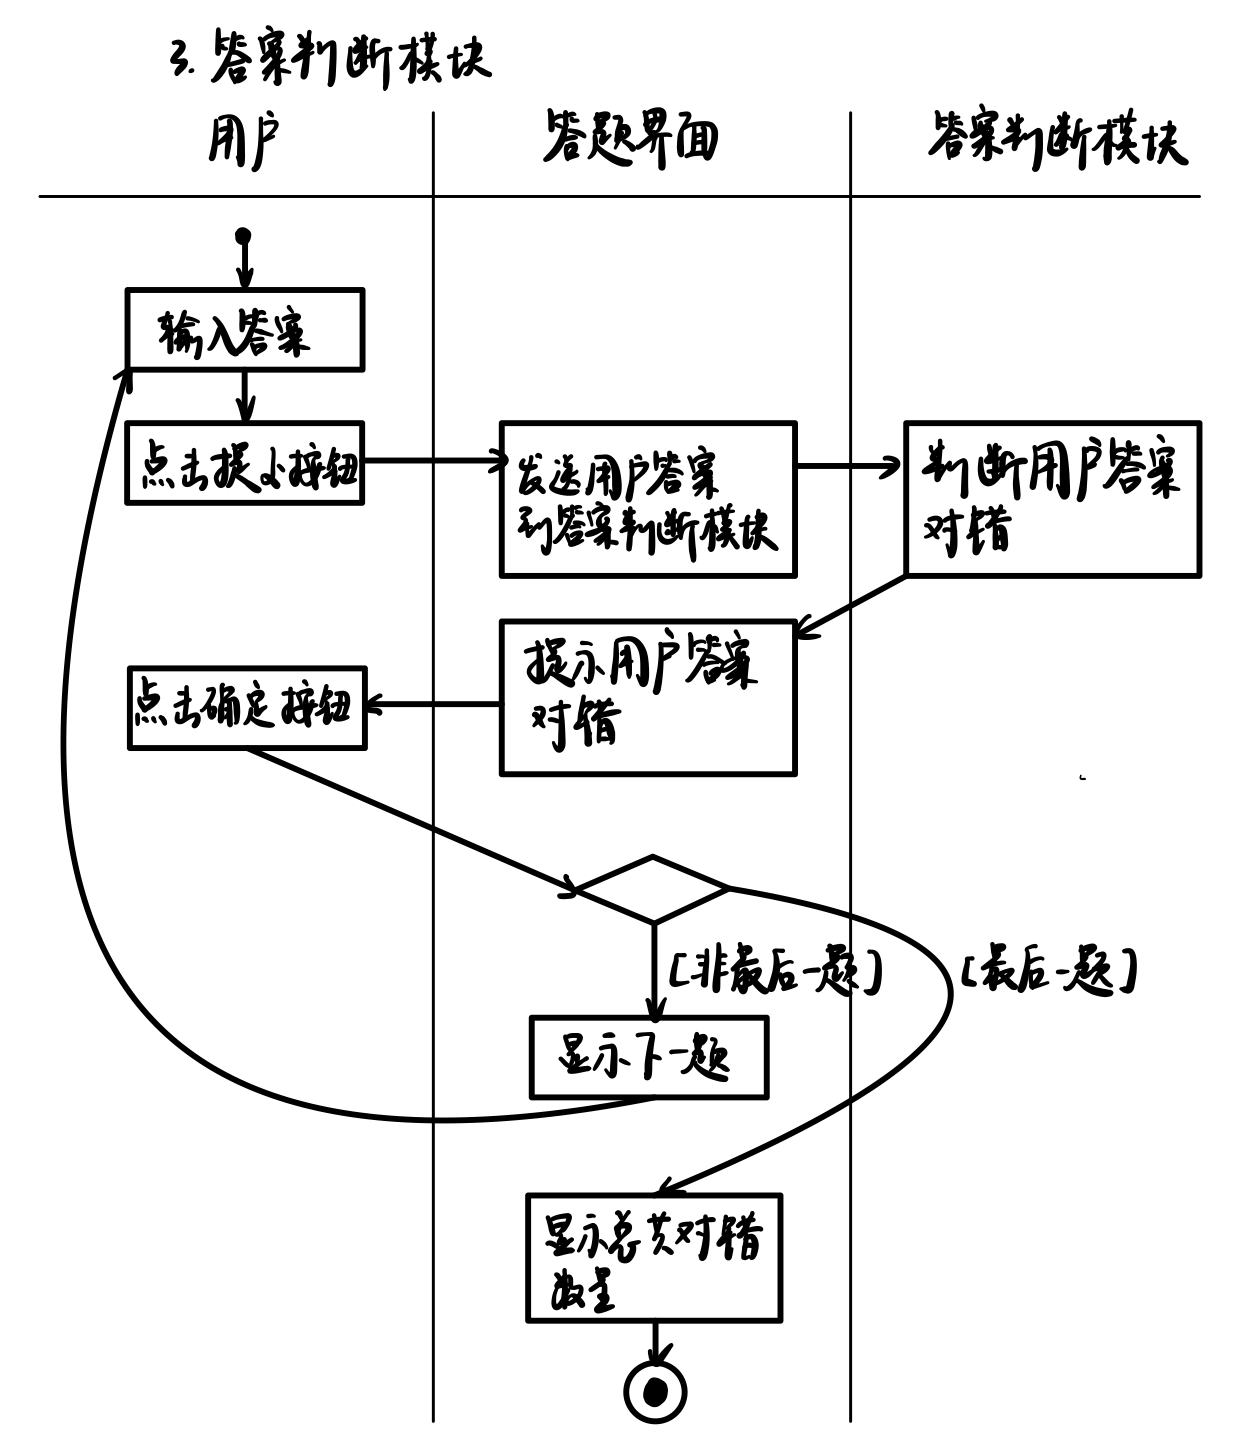 3. 答案判断模块
用户
答题界面
答案判断模块
输入答案
点击提交按钮
发送用户答案
到答案判断模块
判断用户答案
对错
提示用户答案
对错
点击确定按钮
[非最后一题]
[最后一题]
显示下一题
显示总共对错
数量